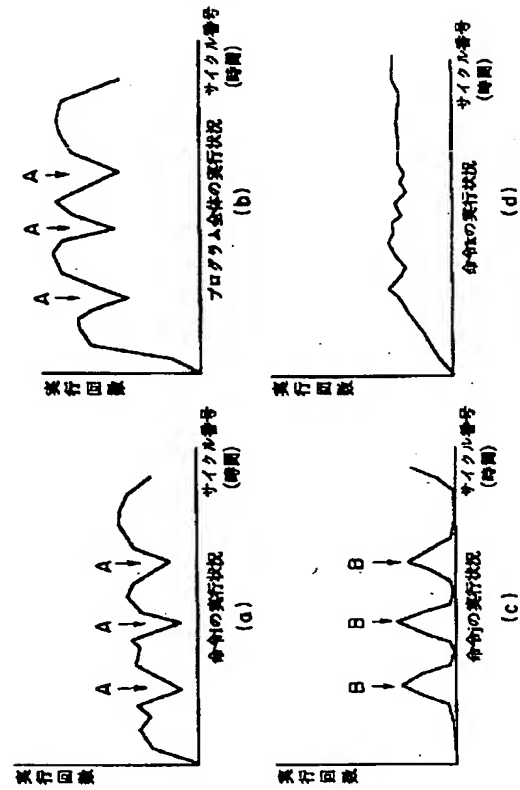 実行回数
A
A
A
サイクル番号
(時間)
命令iの実行状況
(a)
実行回数
A
A
A
サイクル番号
(時間)
プログラム全体の実行状況
(b)
実行回数
B
B
B
サイクル番号
(時間)
命令jの実行状況
(c)
実行回数
サイクル番号
(時間)
命令kの実行状況
(d)